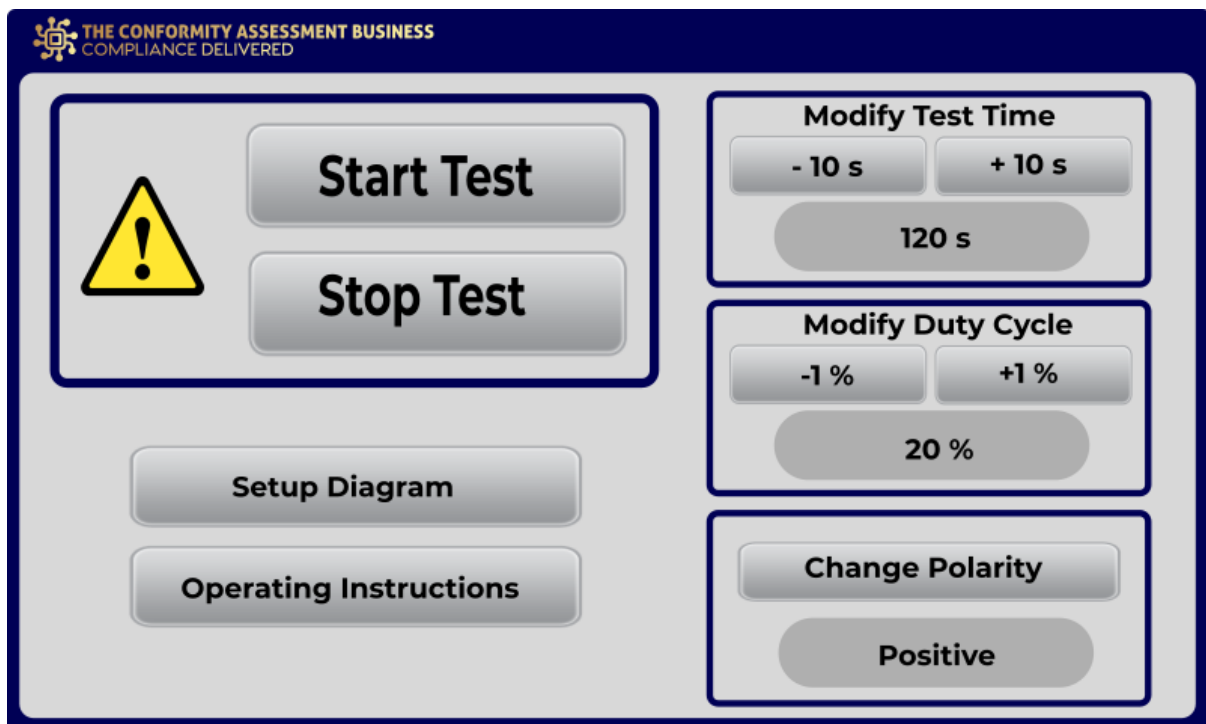 THE CONFORMITY ASSESSMENT BUSINESS
COMPLIANCE DELIVERED
Start Test
Stop Test
Setup Diagram
Operating Instructions
Modify Test Time
- 10 s
+ 10 s
120 s
Modify Duty Cycle
-1 %
+1 %
20 %
Change Polarity
Positive